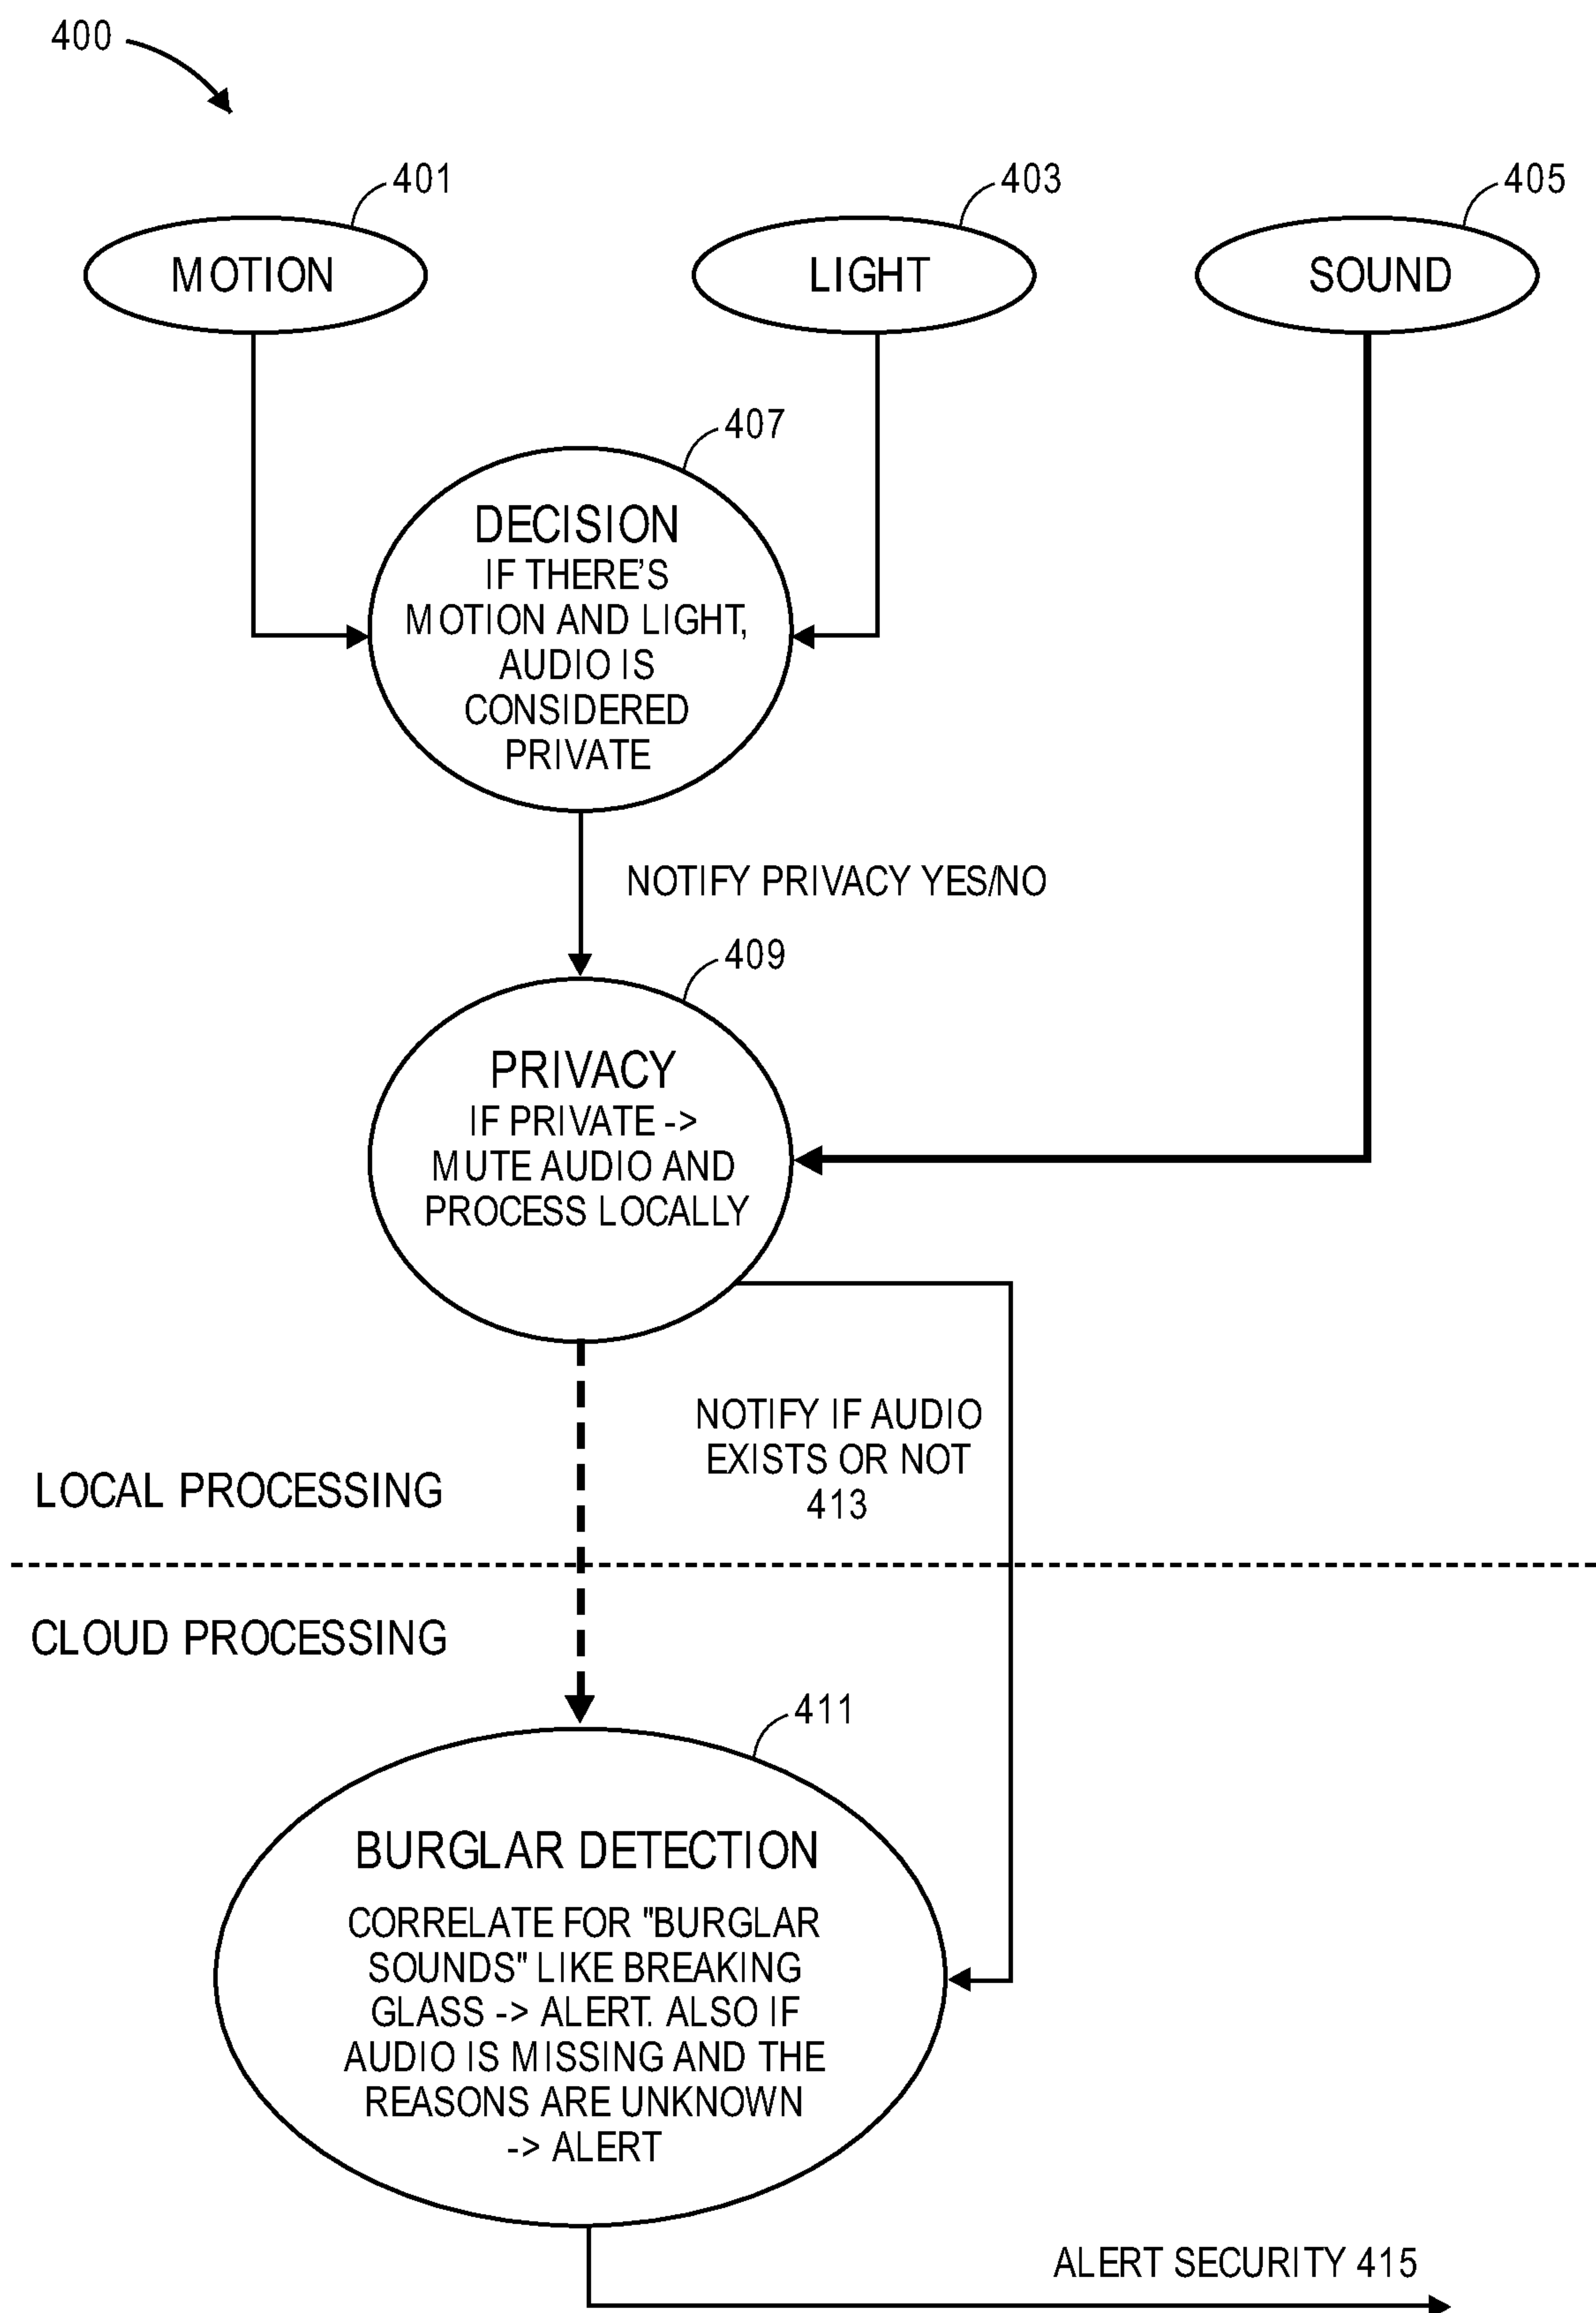 400
401
403
405
MOTION
LIGHT
SOUND
407
DECISION
IF THERE'S
MOTION AND LIGHT,
AUDIO IS
CONSIDERED
PRIVATE
NOTIFY PRIVACY YES/NO
409
PRIVACY
IF PRIVATE ->
MUTE AUDIO AND
PROCESS LOCALLY
NOTIFY IF AUDIO
EXISTS OR NOT
413
LOCAL PROCESSING
CLOUD PROCESSING
411
BURGLAR DETECTION
CORRELATE FOR "BURGLAR
SOUNDS" LIKE BREAKING
GLASS -> ALERT. ALSO IF
AUDIO IS MISSING AND THE
REASONS ARE UNKNOWN
-> ALERT
ALERT SECURITY 415